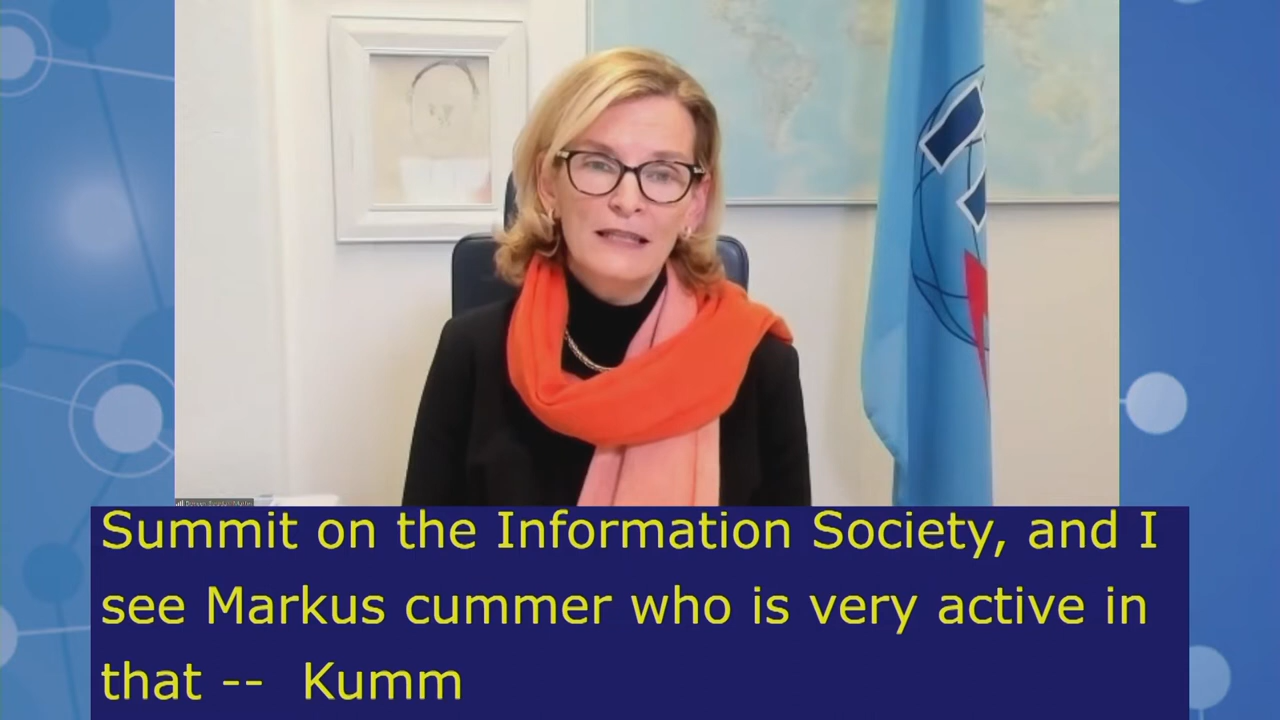 Summit on the Information Society, and I
see Markus cummer who is very active in
that -- Kumm